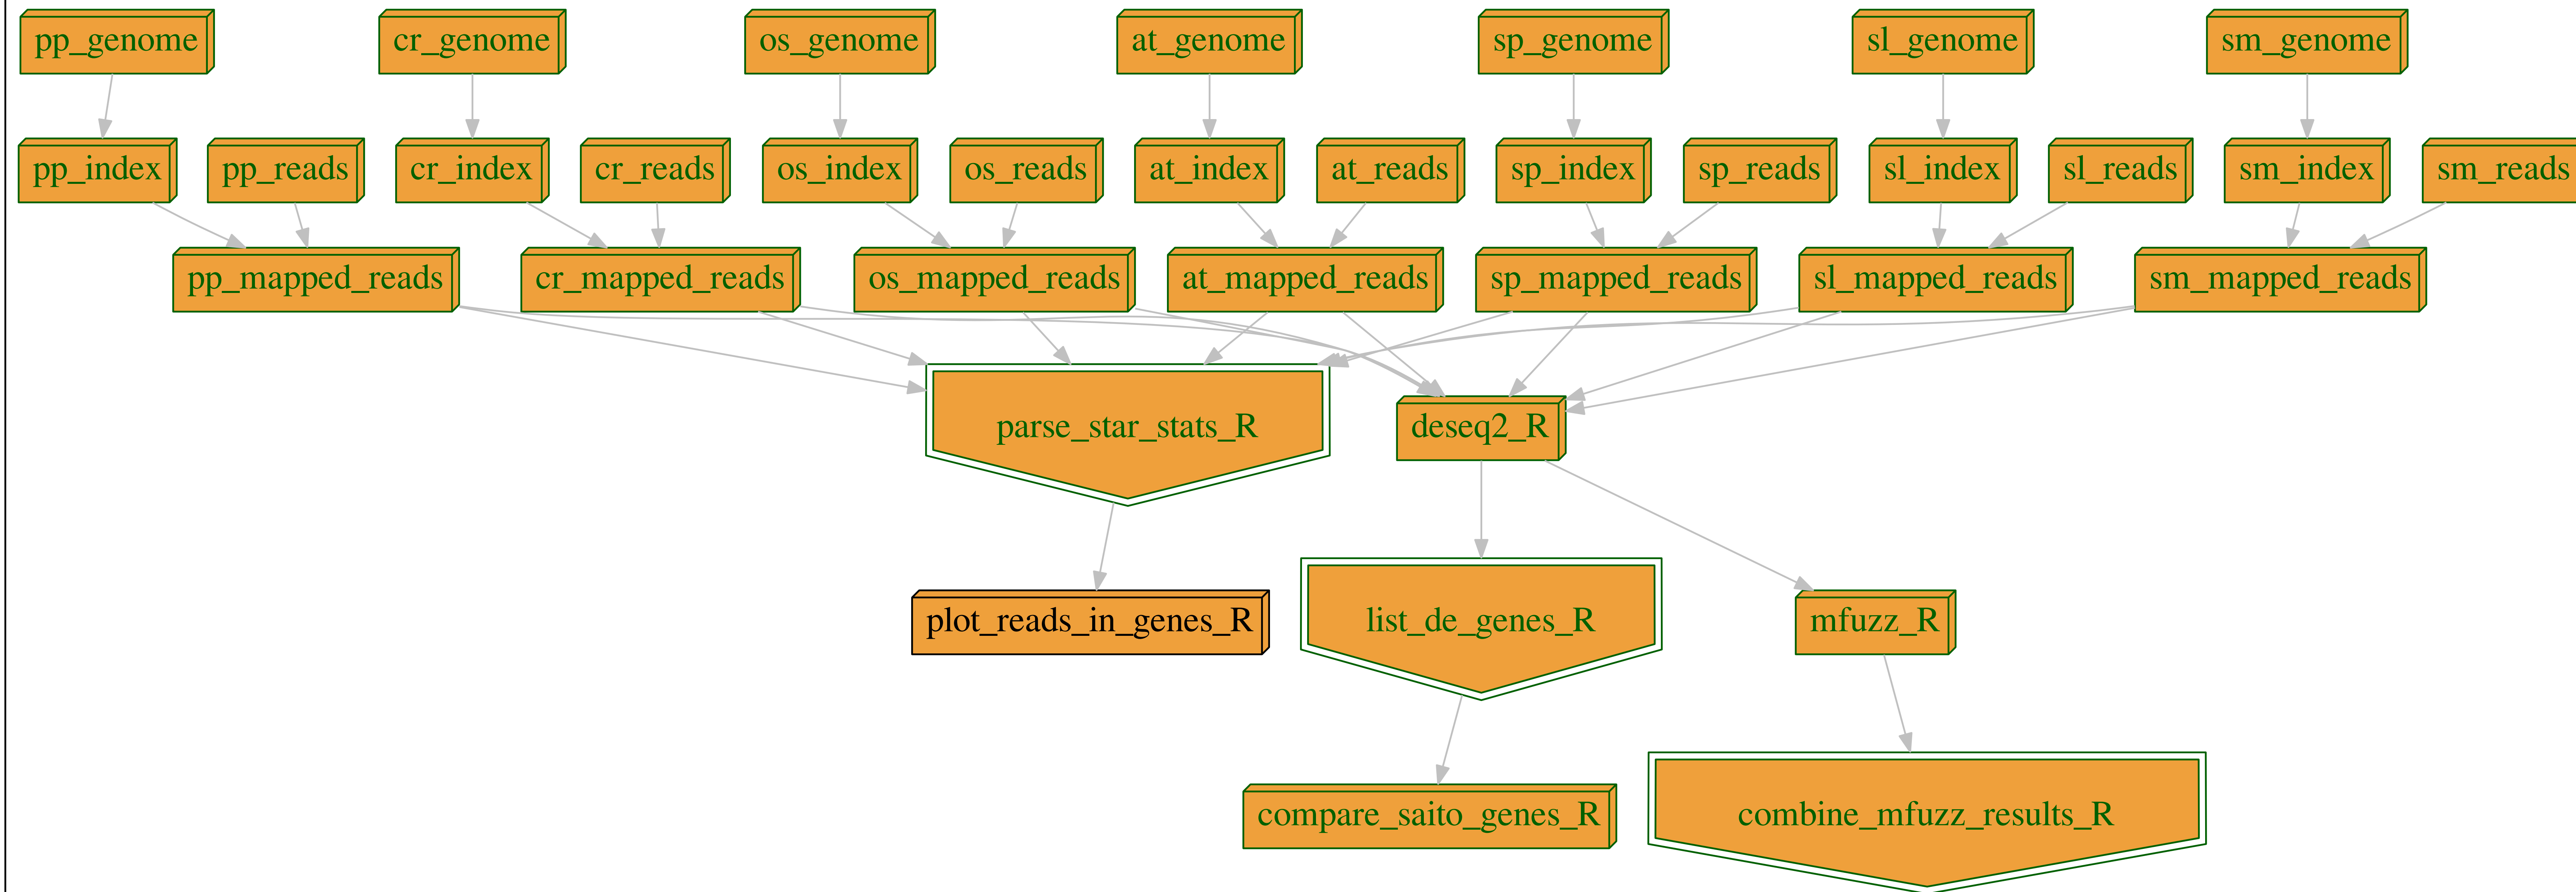 pp_genome
cr_genome
os_genome
at_genome
sp_genome
sl_genome
sm_genome
pp_index
pp_reads
cr_index
cr_reads
os_index
os_reads
at_index
at_reads
sp_index
sp_reads
sl_index
sl_reads
sm_index
sm_reads
pp_mapped_reads
cr_mapped_reads
os_mapped_reads
at_mapped_reads
sp_mapped_reads
sl_mapped_reads
sm_mapped_reads
parse_star_stats_R
deseq2_R
plot_reads_in_genes_R
list_de_genes_R
mfuzz_R
compare_saito_genes_R
combine_mfuzz_results_R